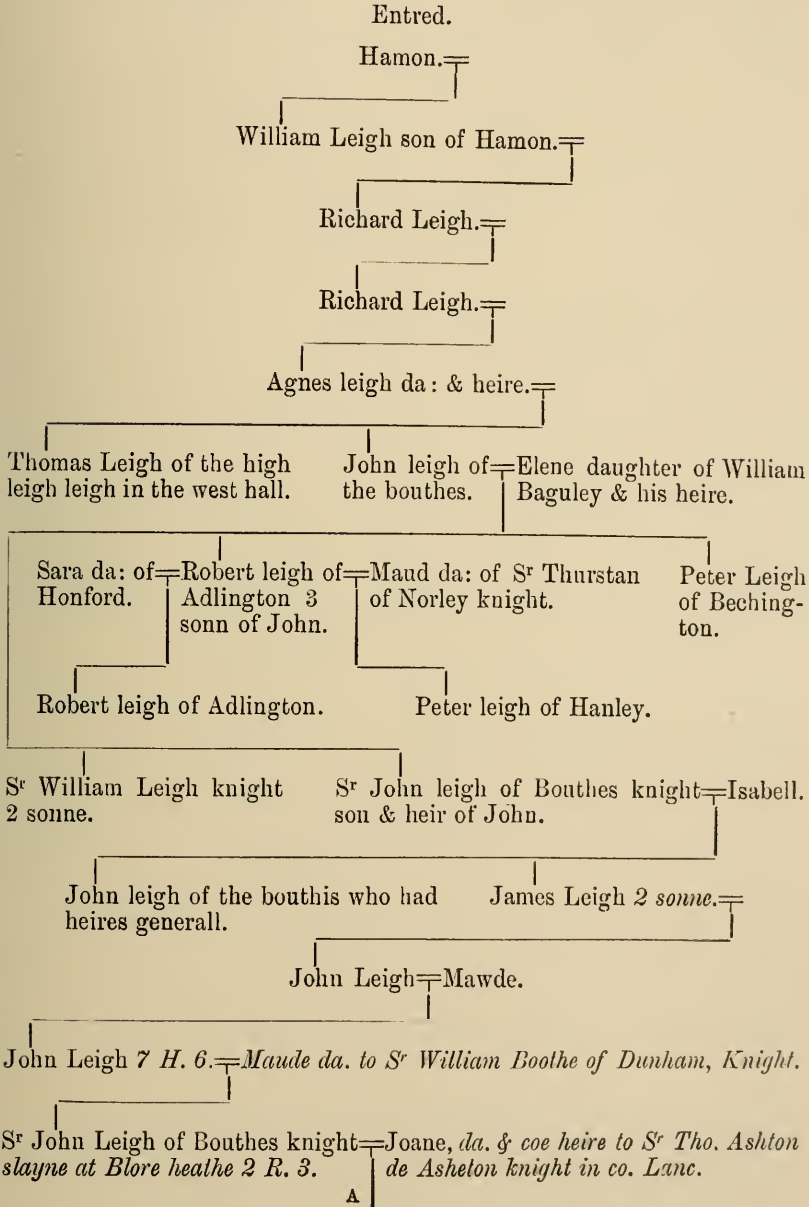 Entred.
Hamon.
William Leigh son of Hamon.
Richard Leigh.
Richard Leigh.
Agnes leigh da: & heire.
Thomas Leigh of the high
leigh leigh in the west hall.
John leigh of
the bouthes.
Elene daughter of William
Baguley & his heire.
Sara da: of
Honford.
Robert leigh of
Adlington 3
sonn of John.
Maud da: of Sʳ Thurstan
of Norley knight.
Peter Leigh
of Beching-
ton.
Robert leigh of Adlington.
Peter leigh of Hanley.
Sʳ William Leigh knight
2 sonne.
Sʳ John leigh of Bouthes knight
son & heir of John.
Isabell.
John leigh of the bouthis who had
heires generall.
James Leigh 2 sonne.
John Leigh
Mawde.
John Leigh 7 H. 6.
Maude da. to Sʳ William Boothe of Dunham, Knight.
Sʳ John Leigh of Bouthes knight
slayne at Blore heathe 2 R. 3.
Joane, da. & coe heire to Sʳ Tho. Ashton
de Asheton knight in co. Lanc.
A